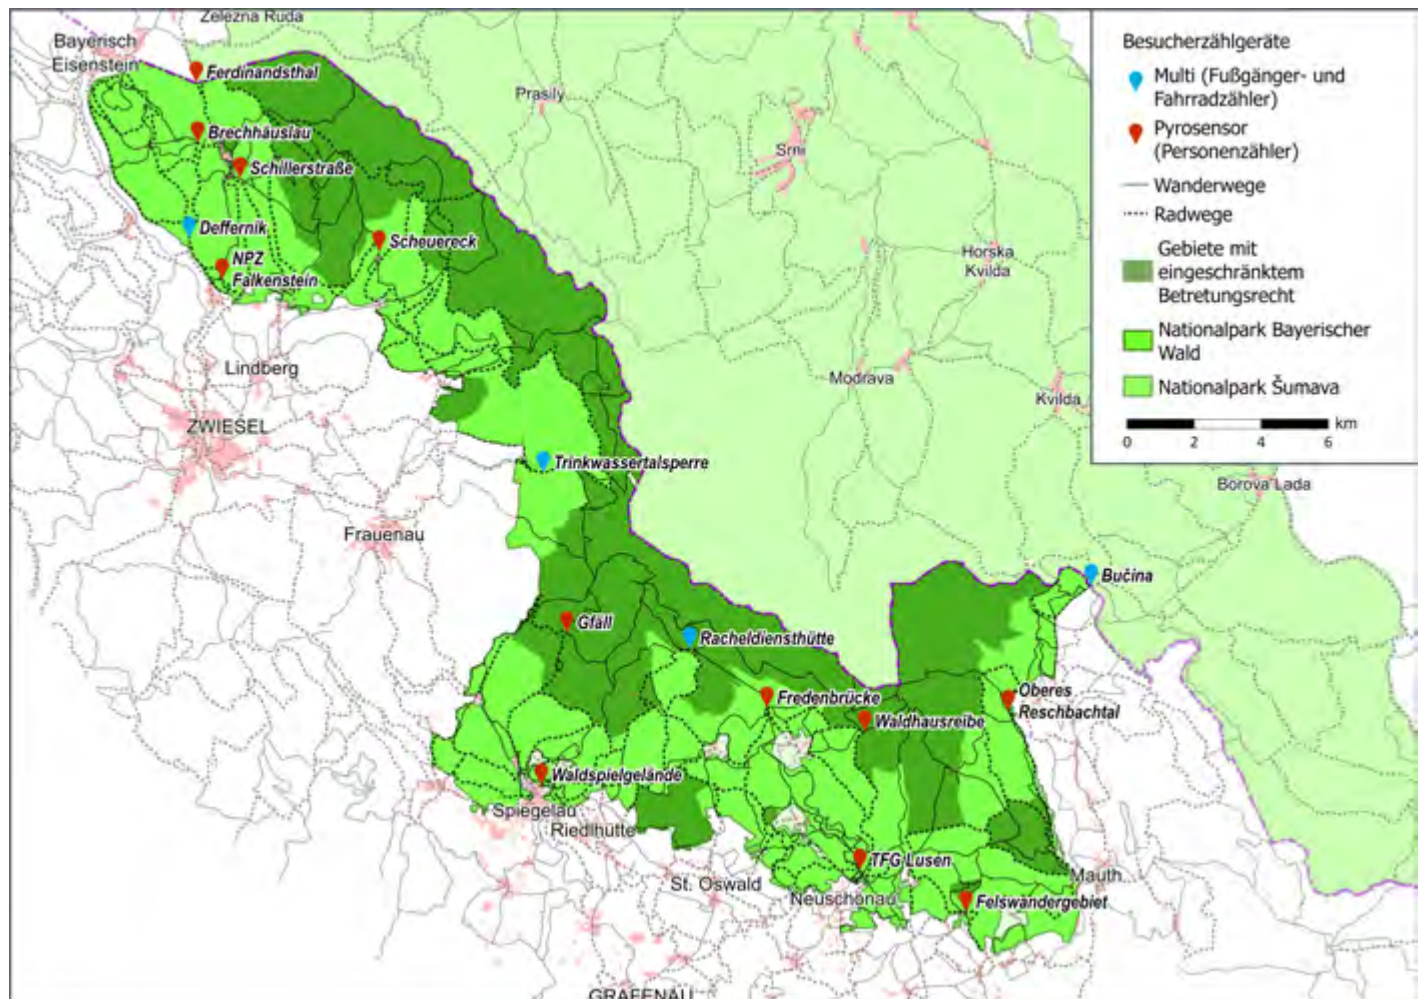 Zelezna Ruda
Bayerisch
Eisenstein
Ferdinandsthal
Prasily
Brechhäuslau
Srni
Schillerstraße
Deffernik
Scheuereck
NPZ
Falkenstein
Horska
Kvilda
Lindberg
Modrava
Kvilda
ZWIESEL
Trinkwassertalsperre
Borova Lada
Frauenau
Bučina
Gfäll
Racheldiensthütte
Fredenbrücke
Oberes
Reschbachtal
Waldhausreibe
Waldspielgelände
Spiegelau
Riedlhütte
TFG Lusen
St. Oswald
Mauth
Neuschönau
Felswandergebiet
GRAFENAU
Besucherzählgeräte
Multi (Fußgänger- und
Fahrradzähler)
Pyrosensor
(Personenzähler)
Wanderwege
Radwege
Gebiete mit
eingeschränktem
Betretungsrecht
Nationalpark Bayerischer
Wald
Nationalpark Šumava
km
0 2 4 6